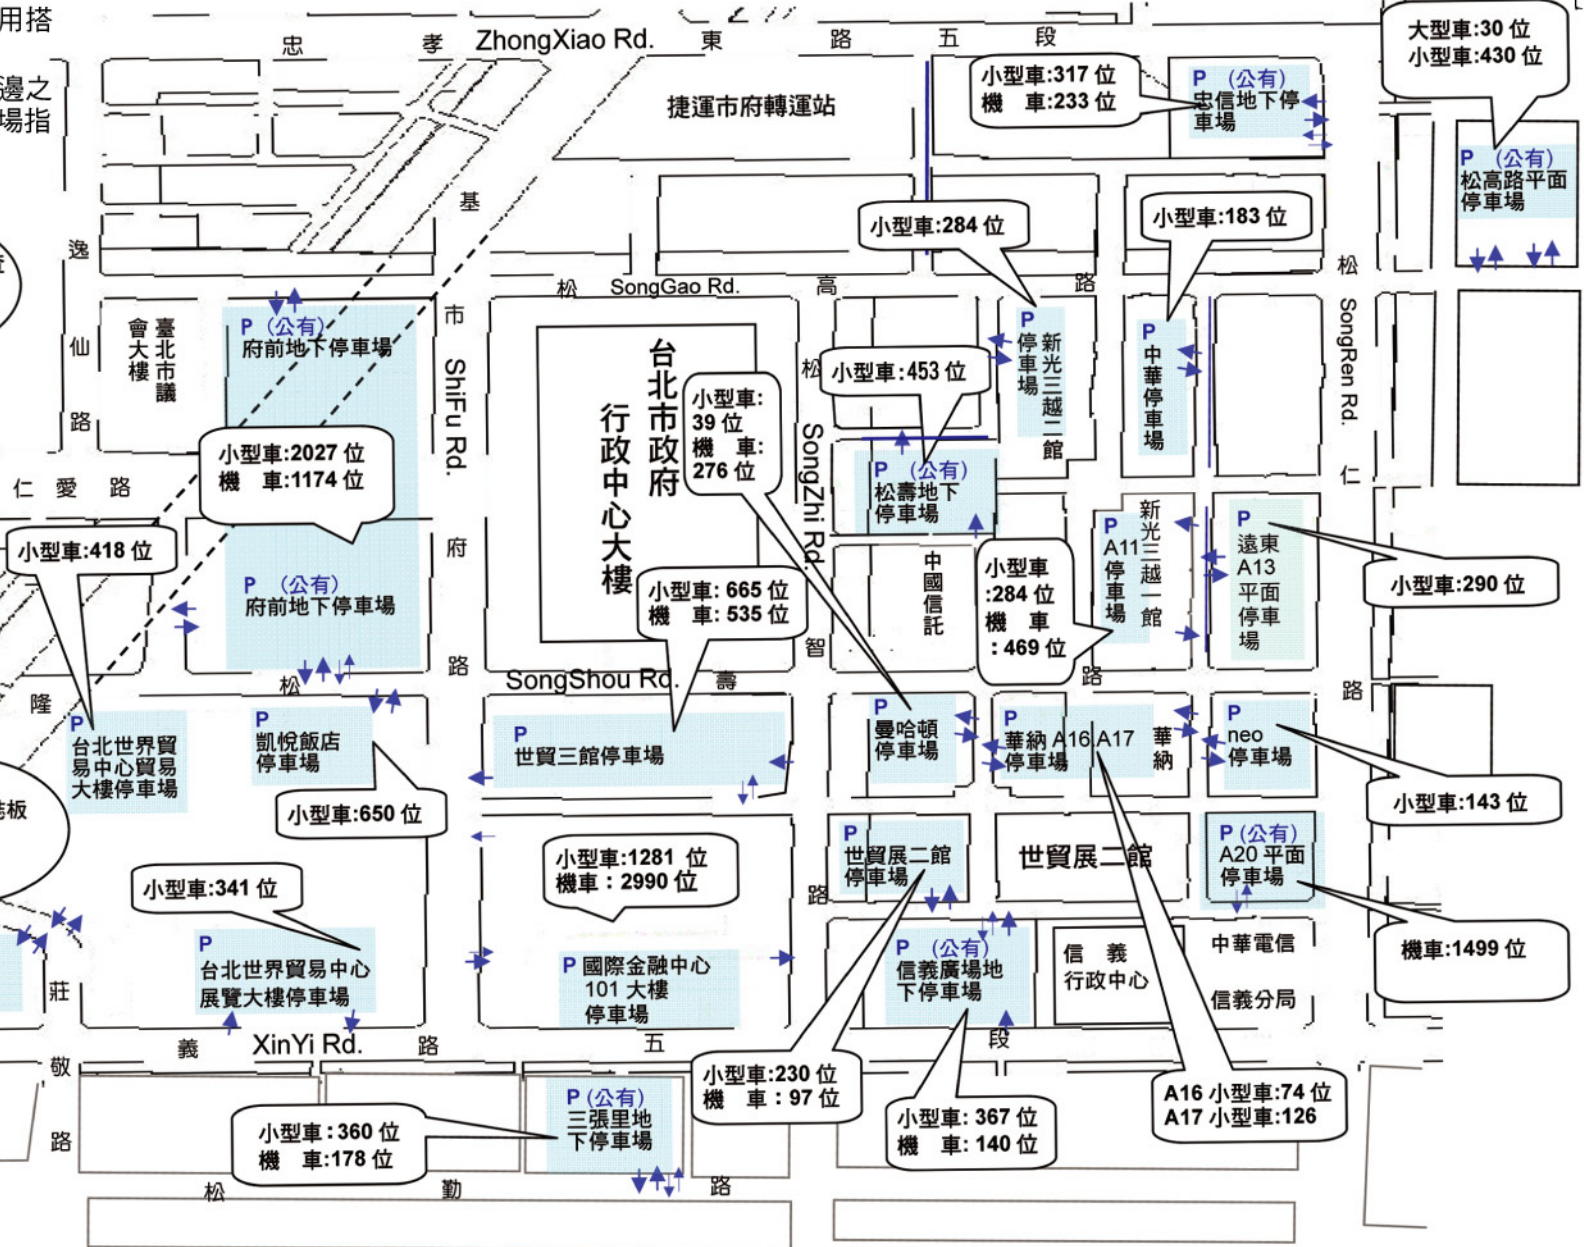 用搭
邊之
場指
忠 孝 ZhongXiao Rd. 東 路 五 段
捷運市府轉運站
小型車:317 位
機 車:233 位
P (公有)
忠信地下停
車場
大型車:30 位
小型車:430 位
P (公有)
松高路平面
停車場
基
小型車:284 位
小型車:183 位
逸
仙
路
松 SongGao Rd. 高 路
松
SongRen Rd.
仁
路
臺北市議
會大樓
P (公有)
府前地下停車場
市
ShiFu Rd.
府
路
台北市政府
行政中心大樓
小型車:
39 位
機 車:
276 位
松
SongZhi Rd.
智
路
小型車:453 位
P
新光三越二館
停車場
P
中華停車場
小型車:2027 位
機 車:1174 位
仁 愛 路
P (公有)
松壽地下
停車場
小型車:418 位
P (公有)
府前地下停車場
小型車: 665 位
機 車: 535 位
中國信託
小型車
:284 位
機 車
: 469 位
P
A11
停車場
新光三越一館
P
遠東
A13
平面
停車
場
小型車:290 位
隆
松 SongShou Rd. 壽 路
P
台北世界貿
易中心貿易
大樓停車場
P
凱悅飯店
停車場
P
世貿三館停車場
P
曼哈頓
停車場
P
華納 A16 A17
停車場
華納
P
neo
停車場
小型車:650 位
小型車:143 位
小型車:341 位
小型車:1281 位
機車：2990 位
P
世貿展二館
停車場
世貿展二館
P (公有)
A20 平面
停車場
P
台北世界貿易中心
展覽大樓停車場
P 國際金融中心
101 大樓
停車場
P (公有)
信義廣場地
下停車場
信 義
行政中心
中華電信
信義分局
機車:1499 位
莊
敬
路
義 XinYi Rd. 路 五 段
小型車:230 位
機 車：97 位
小型車: 367 位
機 車: 140 位
A16 小型車:74 位
A17 小型車:126
小型車：360 位
機 車:178 位
P (公有)
三張里地
下停車場
松 勤 路